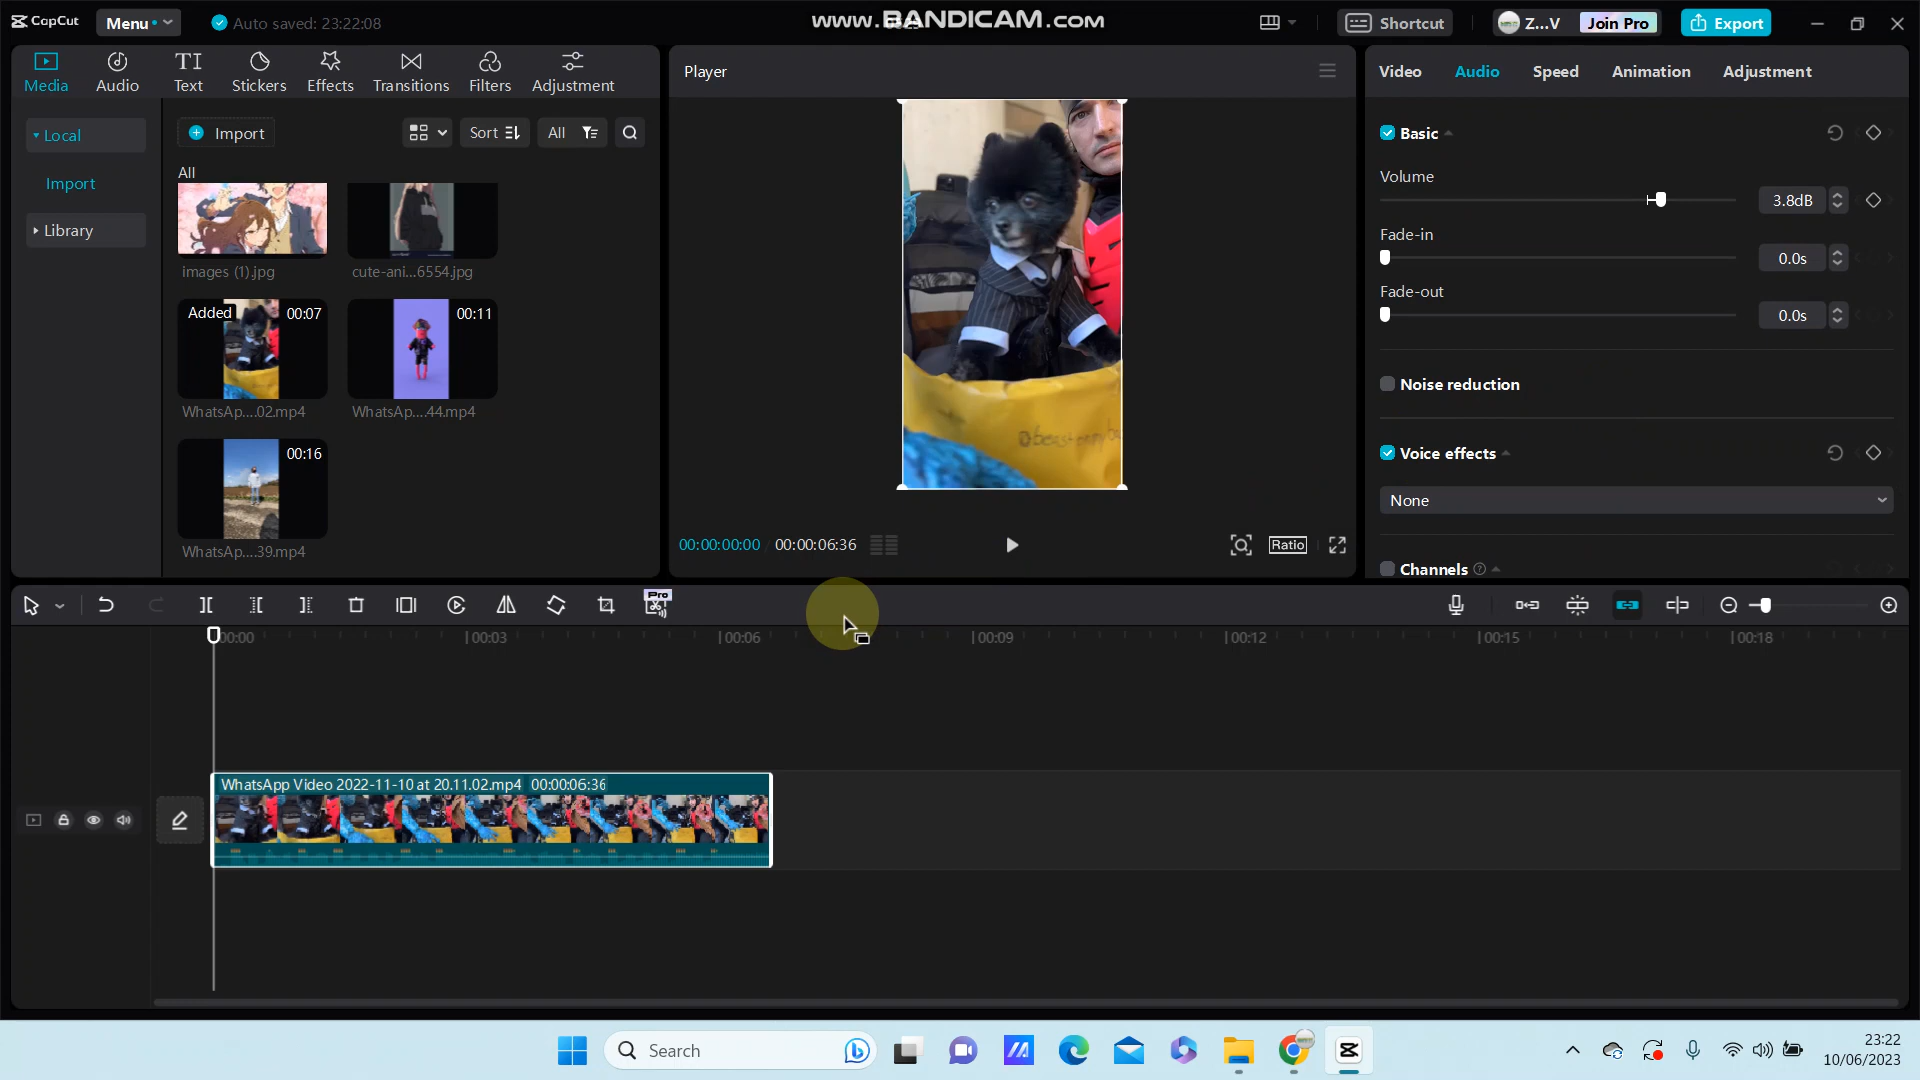 CapCut
Menu
Auto saved: 23:22:08
www.BANDICAM.com
Shortcut
Z...V
Join Pro
Export
Media
Audio
Text
Stickers
Effects
Transitions
Filters
Adjustment
Local
Import
Library
Import
Sort
All
All
images (1).jpg
cute-ani...6554.jpg
Added
00:07
00:11
WhatsAp....02.mp4
WhatsAp....44.mp4
00:16
WhatsAp....39.mp4
Player
00:00:00:00
00:00:06:36
Ratio
Video
Audio
Speed
Animation
Adjustment
Basic
Volume
3.8dB
Fade-in
0.0s
Fade-out
0.0s
Noise reduction
Voice effects
None
Channels
Pro
00:00
00:03
00:06
00:09
00:12
00:15
00:18
WhatsApp Video 2022-11-10 at 20.11.02.mp4 00:00:06:36
Search
23:22
10/06/2023